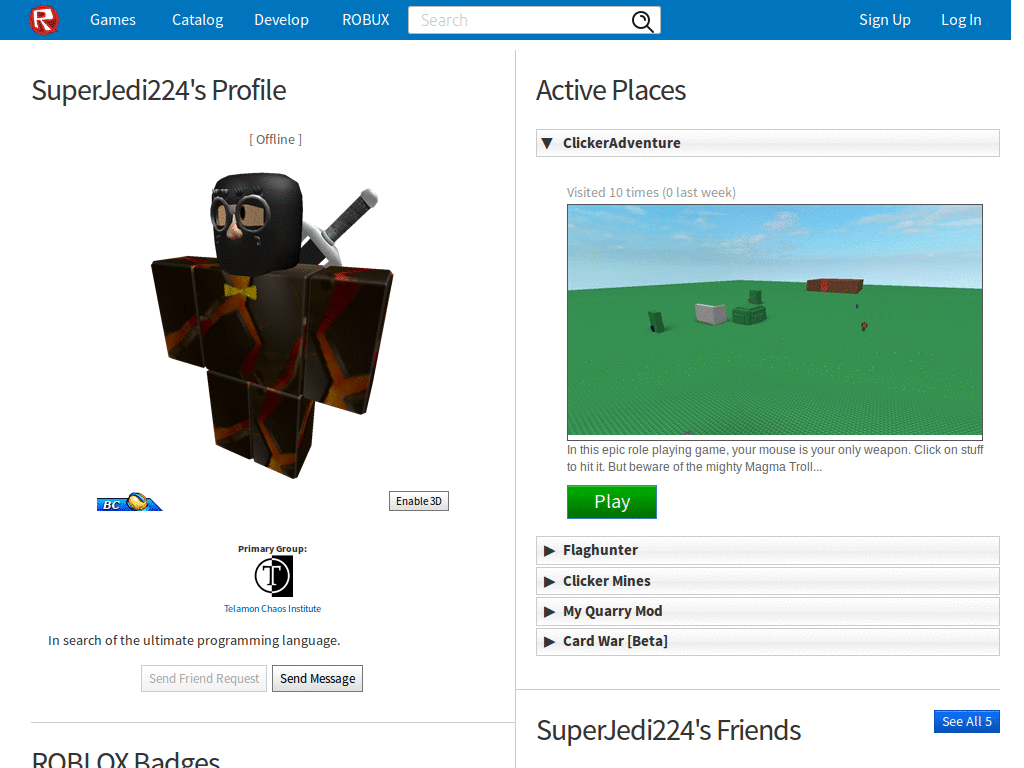 R Games Catalog Develop ROBUX Search Sign Up Log In
SuperJedi224's Profile
[ Offline ]
BC
Enable 3D
Primary Group:
T
Telamon Chaos Institute
In search of the ultimate programming language.
Send Friend Request Send Message
ROBLOX Badges
Active Places
▼ ClickerAdventure
Visited 10 times (0 last week)
In this epic role playing game, your mouse is your only weapon. Click on stuff
to hit it. But beware of the mighty Magma Troll...
Play
▶ Flaghunter
▶ Clicker Mines
▶ My Quarry Mod
▶ Card War [Beta]
SuperJedi224's Friends
See All 5